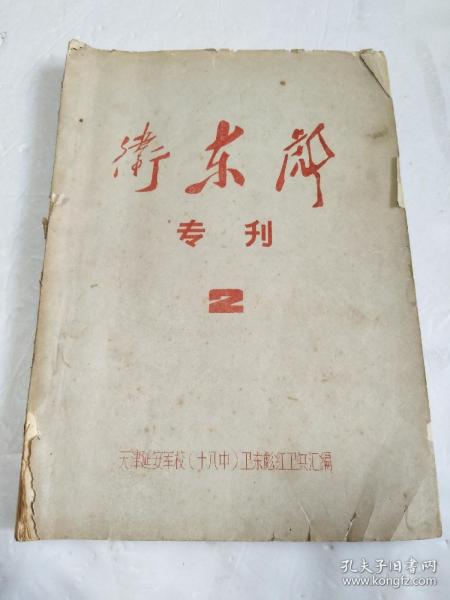 衛东彪
专刊
2
天津延安军校(十八中)卫东彪红卫兵汇编
孔夫子旧书网
www.kongfz.com